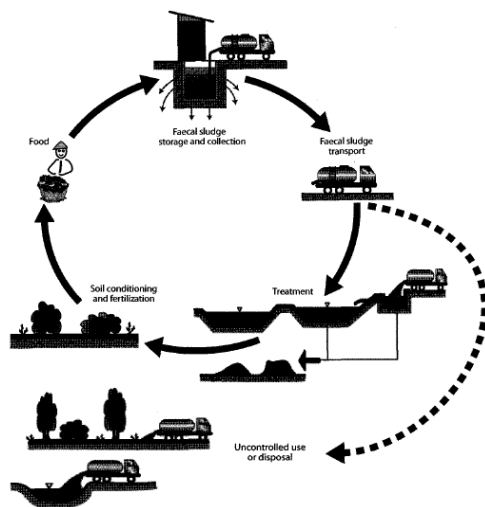 Faecal sludge
storage and collection
Food
Faecal sludge
transport
Soil conditioning
and fertilization
Treatment
Uncontrolled use
or disposal